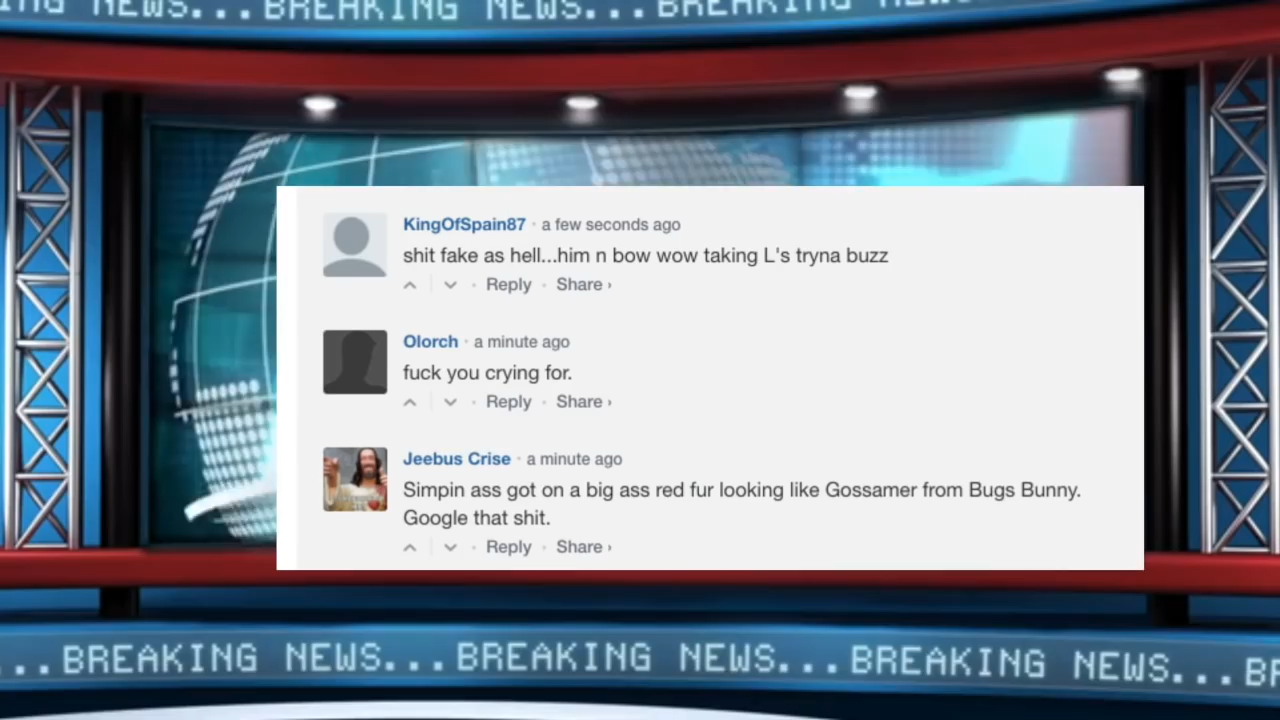 NEWS...BREAKING NEWS...BREAKING NEWS...
KingOfSpain87 · a few seconds ago
shit fake as hell...him n bow wow taking L's tryna buzz
Reply · Share ›
Olorch · a minute ago
fuck you crying for.
Reply · Share ›
Jeebus Crise · a minute ago
Simpin ass got on a big ass red fur looking like Gossamer from Bugs Bunny.
Google that shit.
Reply · Share ›
...BREAKING NEWS...BREAKING NEWS...BREAKING NEWS...